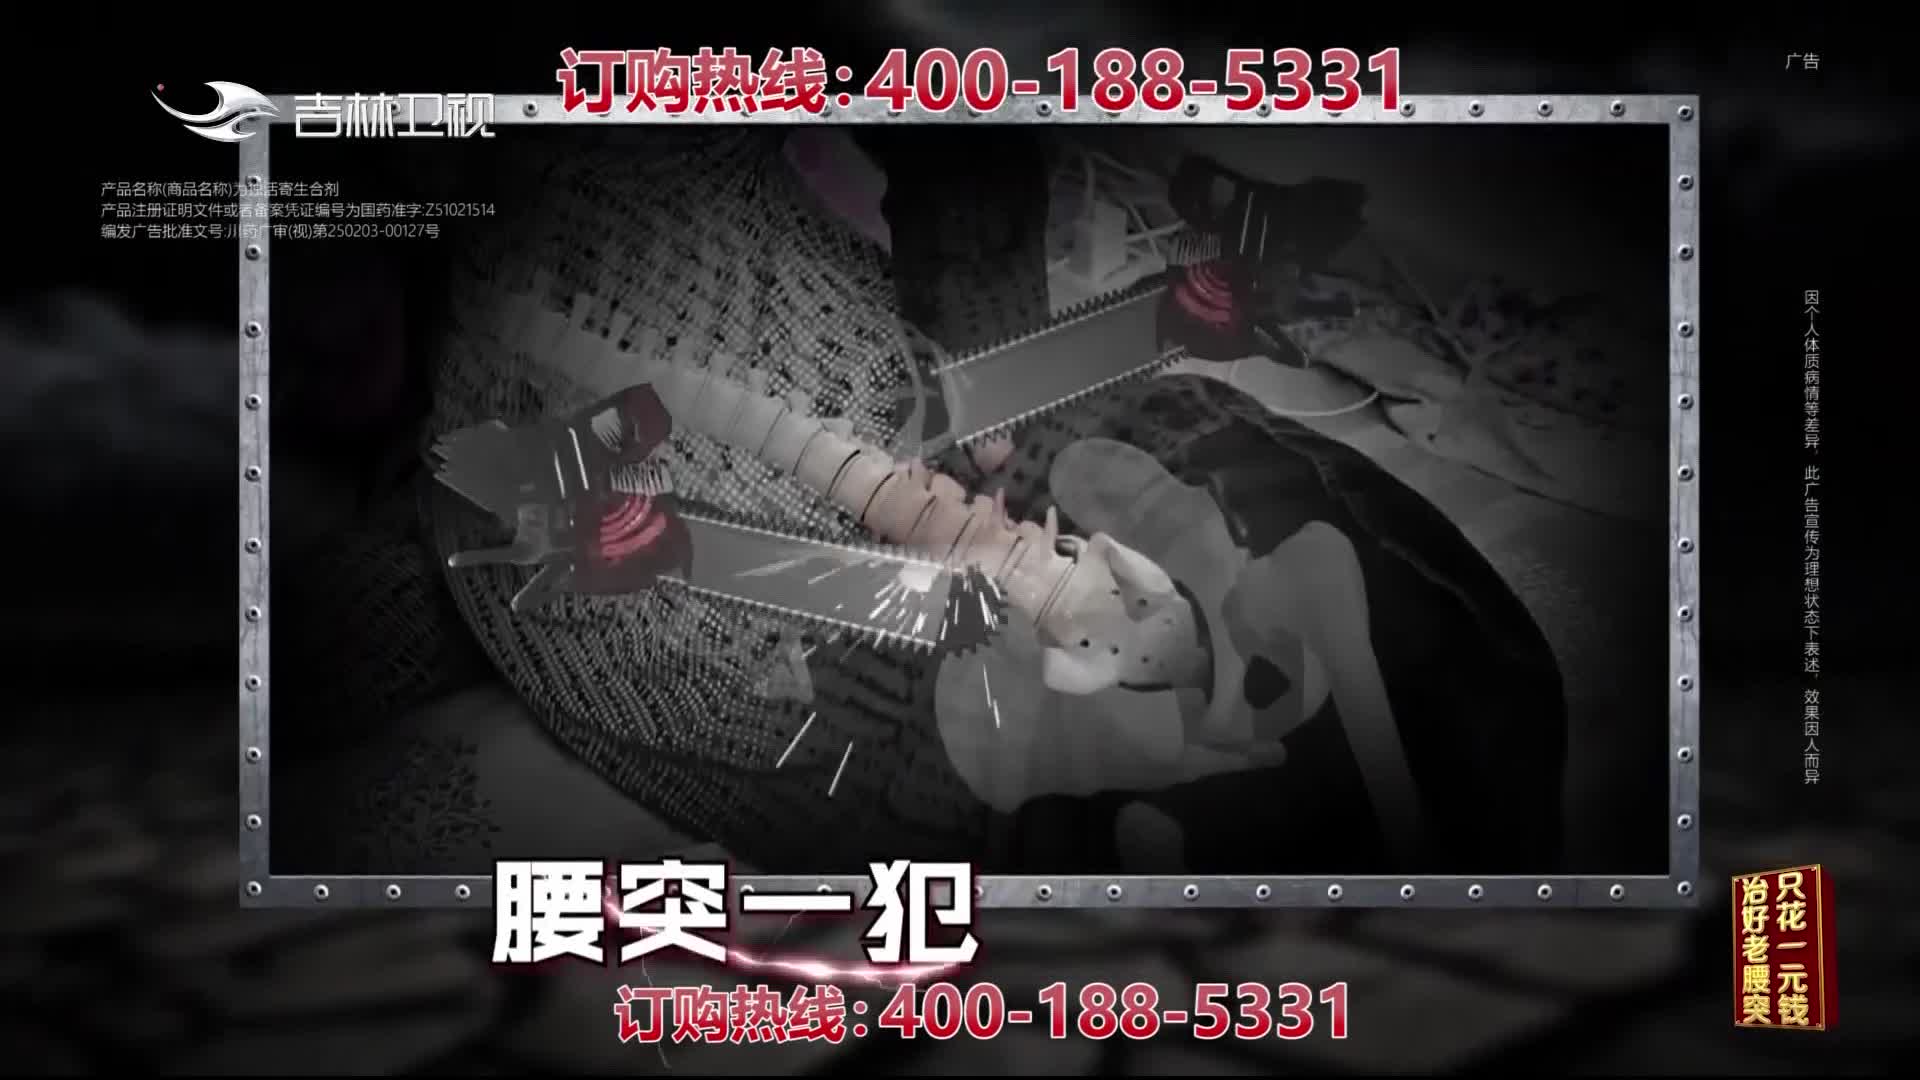 订购热线:400-188-5331
广告
吉林卫视
产品名称(商品名称)为独活寄生合剂
产品注册证明文件或者备案凭证编号为国药准字:Z51021514
编发广告批准文号:川药广审(视)第250203-00127号
因个人体质病情等差异，此广告宣传为理想状态下表述，效果因人而异
腰突一犯
只花一元钱
治好老腰突
订购热线:400-188-5331